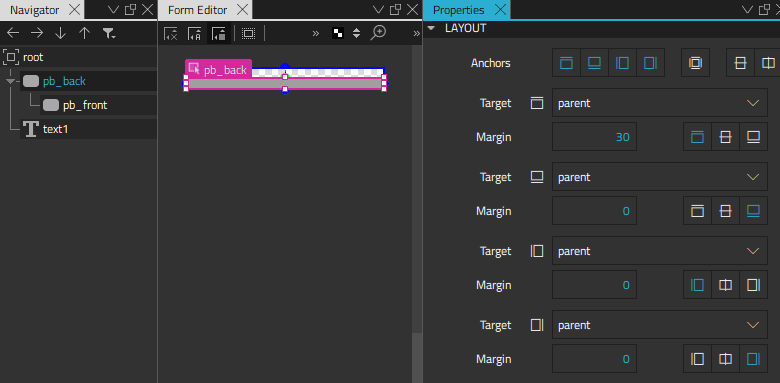 Navigator
Form Editor
Properties
LAYOUT
root
pb_back
pb_front
text1
pb_back
Anchors
Target parent
Margin 30
Target parent
Margin 0
Target parent
Margin 0
Target parent
Margin 0